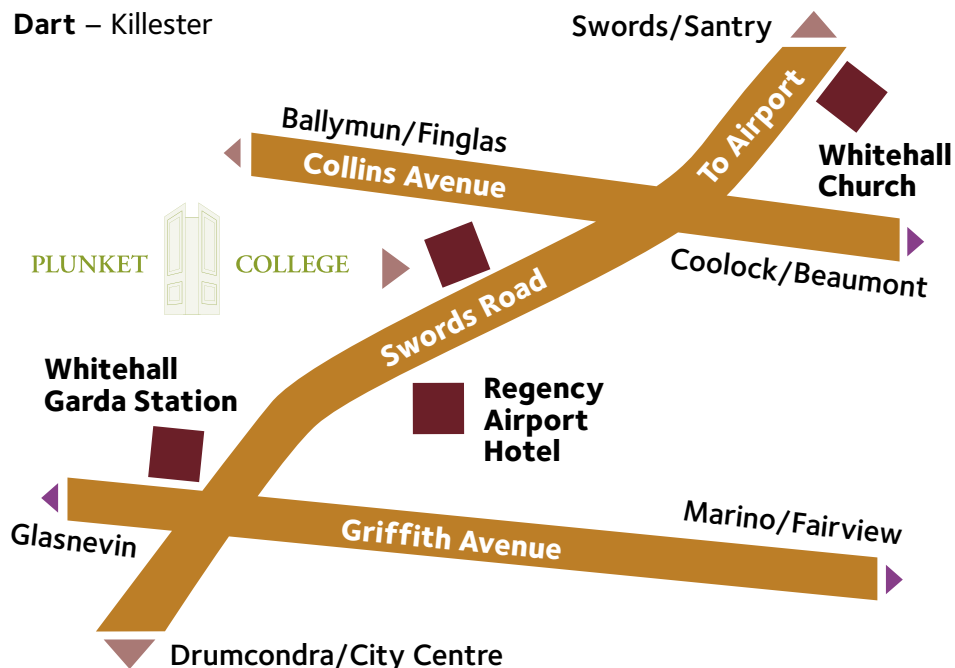 Dart – Killester
Swords/Santry
To Airport
Whitehall
Church
Ballymun/Finglas
Collins Avenue
Coolock/Beaumont
PLUNKET COLLEGE
Swords Road
Whitehall
Garda Station
Regency
Airport
Hotel
Marino/Fairview
Griffith Avenue
Glasnevin
Drumcondra/City Centre